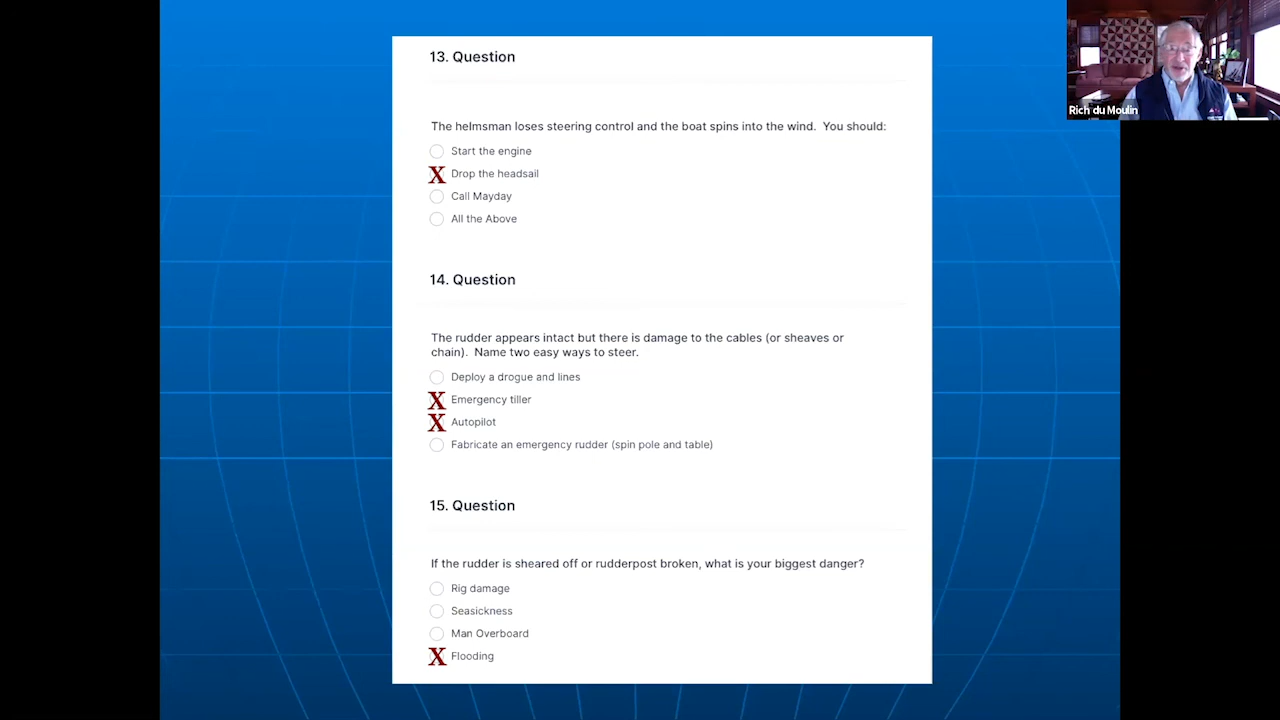 13. Question
The helmsman loses steering control and the boat spins into the wind.  You should:
Start the engine
X Drop the headsail
Call Mayday
All the Above
14. Question
The rudder appears intact but there is damage to the cables (or sheaves or
chain).  Name two easy ways to steer.
Deploy a drogue and lines
X Emergency tiller
X Autopilot
Fabricate an emergency rudder (spin pole and table)
15. Question
If the rudder is sheared off or rudderpost broken, what is your biggest danger?
Rig damage
Seasickness
Man Overboard
X Flooding
Rich du Moulin